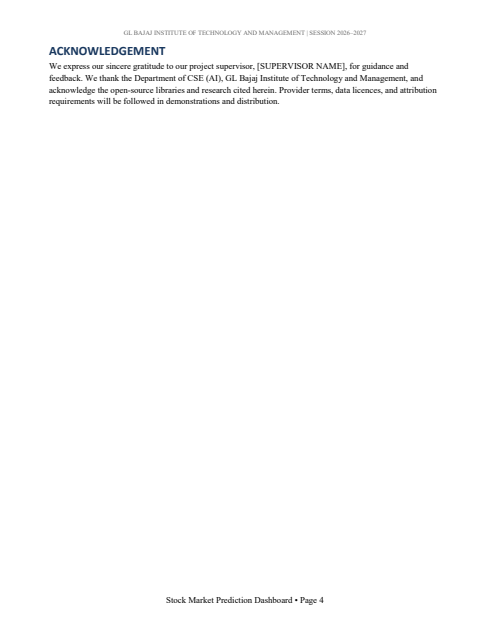 GL BAJAJ INSTITUTE OF TECHNOLOGY AND MANAGEMENT | SESSION 2026–2027
ACKNOWLEDGEMENT
We express our sincere gratitude to our project supervisor, [SUPERVISOR NAME], for guidance and
feedback. We thank the Department of CSE (AI), GL Bajaj Institute of Technology and Management, and
acknowledge the open-source libraries and research cited herein. Provider terms, data licences, and attribution
requirements will be followed in demonstrations and distribution.
Stock Market Prediction Dashboard • Page 4